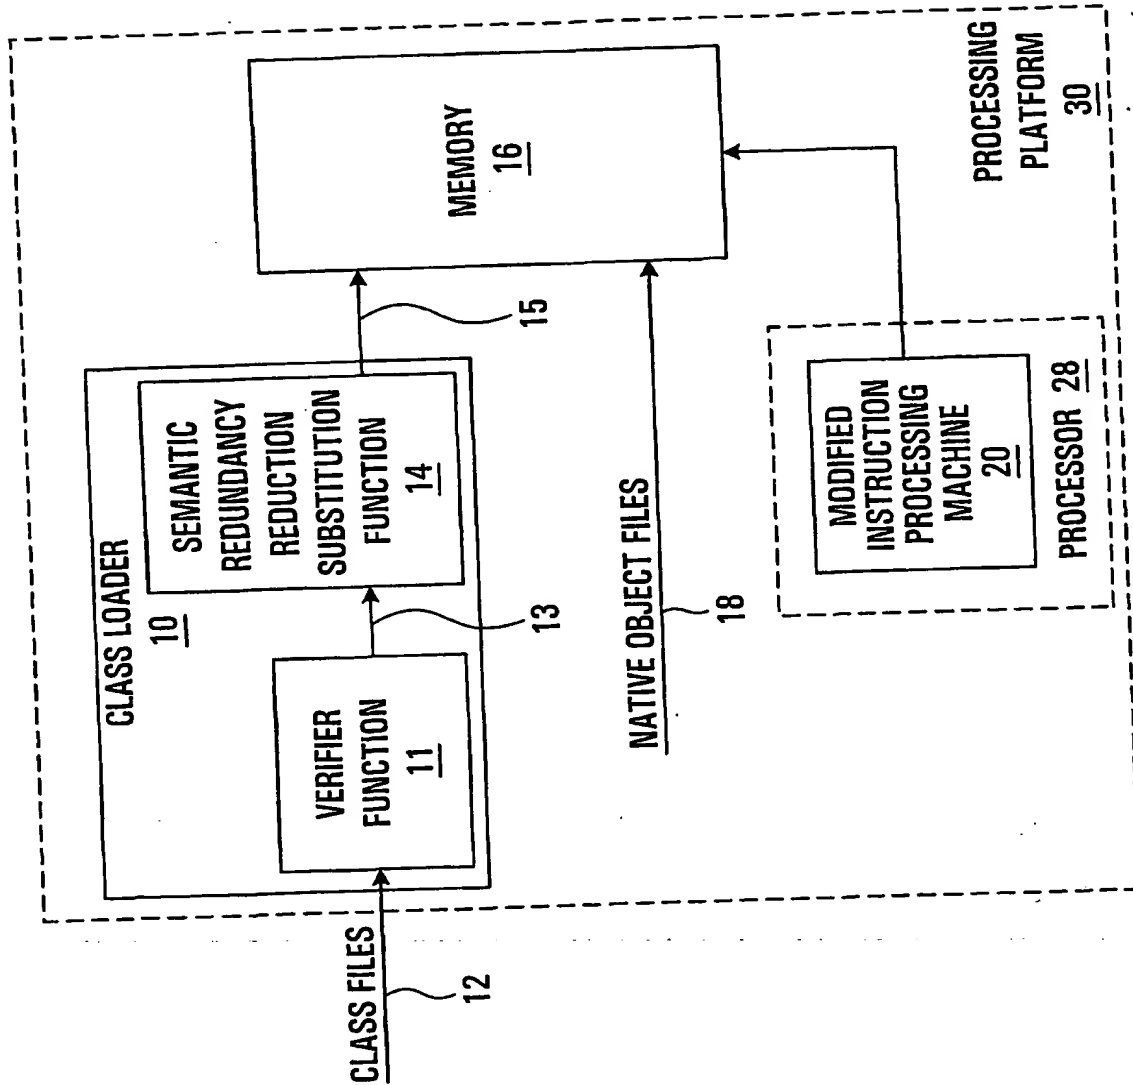 CLASS LOADER
10
CLASS FILES
12
VERIFIER
FUNCTION
11
13
SEMANTIC
REDUNDANCY
REDUCTION
SUBSTITUTION
FUNCTION
14
15
MEMORY
16
NATIVE OBJECT FILES
18
MODIFIED
INSTRUCTION
PROCESSING
MACHINE
20
PROCESSOR 28
PROCESSING
PLATFORM
30